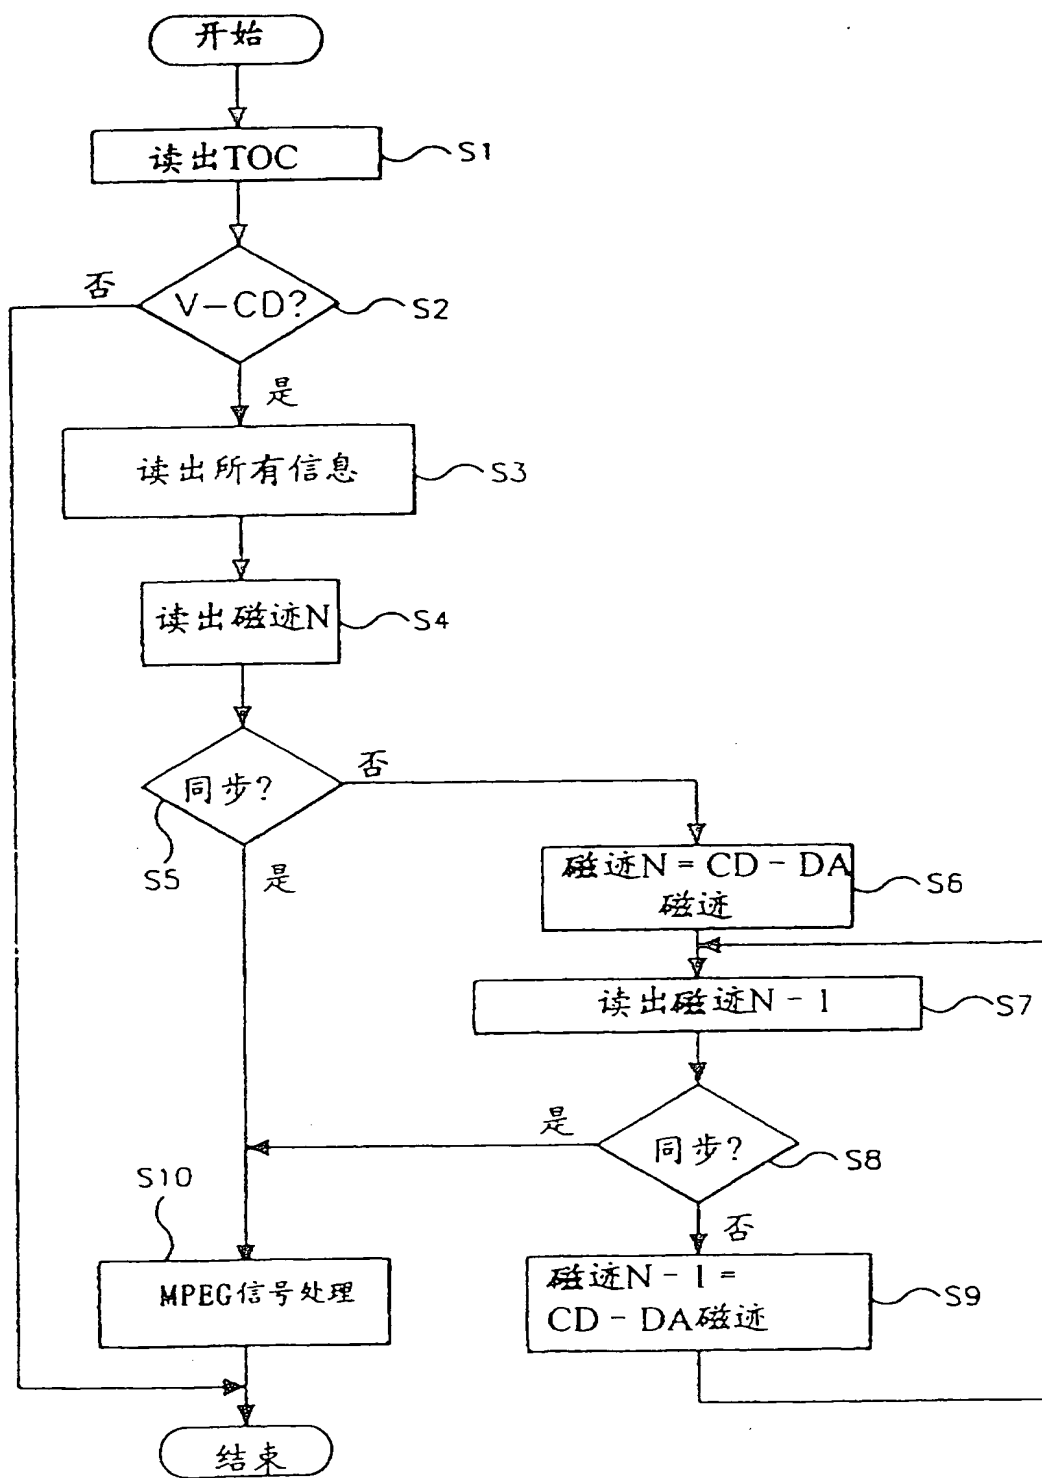 开始
读出TOC
S1
否
V-CD?
S2
是
读出所有信息
S3
读出磁迹N
S4
同步?
否
S5
是
磁迹N = CD - DA
磁迹
S6
读出磁迹N - 1
S7
是
同步?
S8
S10
否
MPEG信号处理
磁迹N - 1 =
CD - DA磁迹
S9
结束